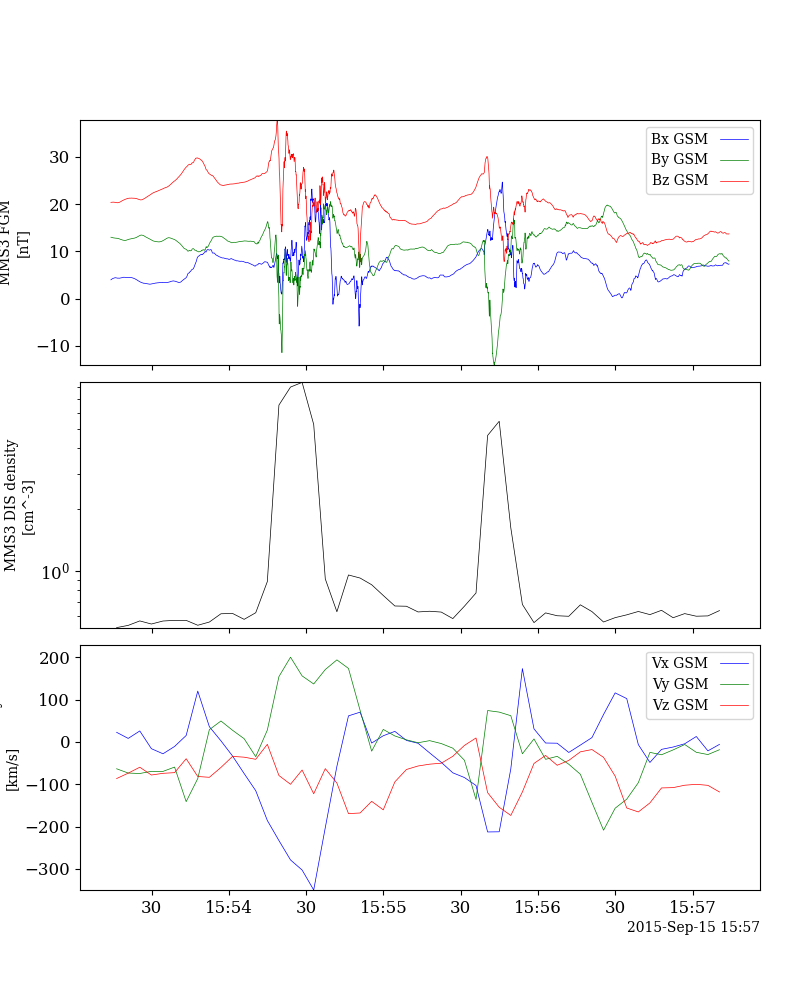 MMS3 FGM
[nT]
30
20
10
0
−10
Bx GSM
By GSM
Bz GSM
MMS3 DIS density
[cm^-3]
10^0
[km/s]
200
100
0
−100
−200
−300
Vx GSM
Vy GSM
Vz GSM
30
15:54
30
15:55
30
15:56
30
15:57
2015-Sep-15 15:57